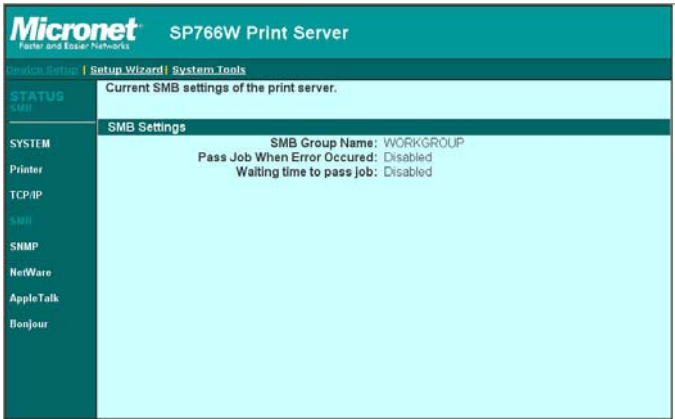 Micronet
Faster and Easier Networks
SP766W Print Server
Device Setup | Setup Wizard | System Tools
STATUS
SMB
Current SMB settings of the print server.
SMB Settings
SMB Group Name: WORKGROUP
Pass Job When Error Occured: Disabled
Waiting time to pass job: Disabled
SYSTEM
Printer
TCP/IP
SMB
SNMP
NetWare
AppleTalk
Bonjour